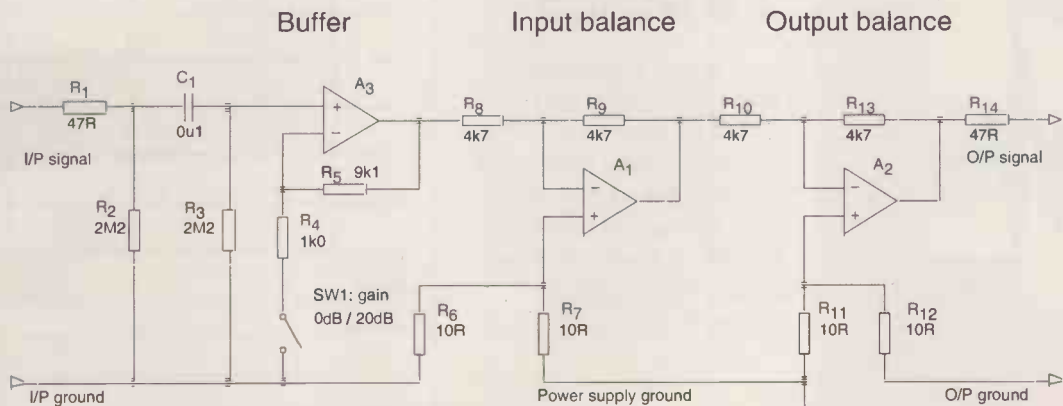 Buffer
Input balance
Output balance
R1
47R
C1
0u1
A3
+
−
R8
4k7
R9
4k7
R10
4k7
R13
4k7
R14
47R
I/P signal
O/P signal
R5 9k1
A1
−
+
A2
−
+
R2
2M2
R3
2M2
R4
1k0
SW1: gain
0dB / 20dB
R6
10R
R7
10R
R11
10R
R12
10R
I/P ground
Power supply ground
O/P ground